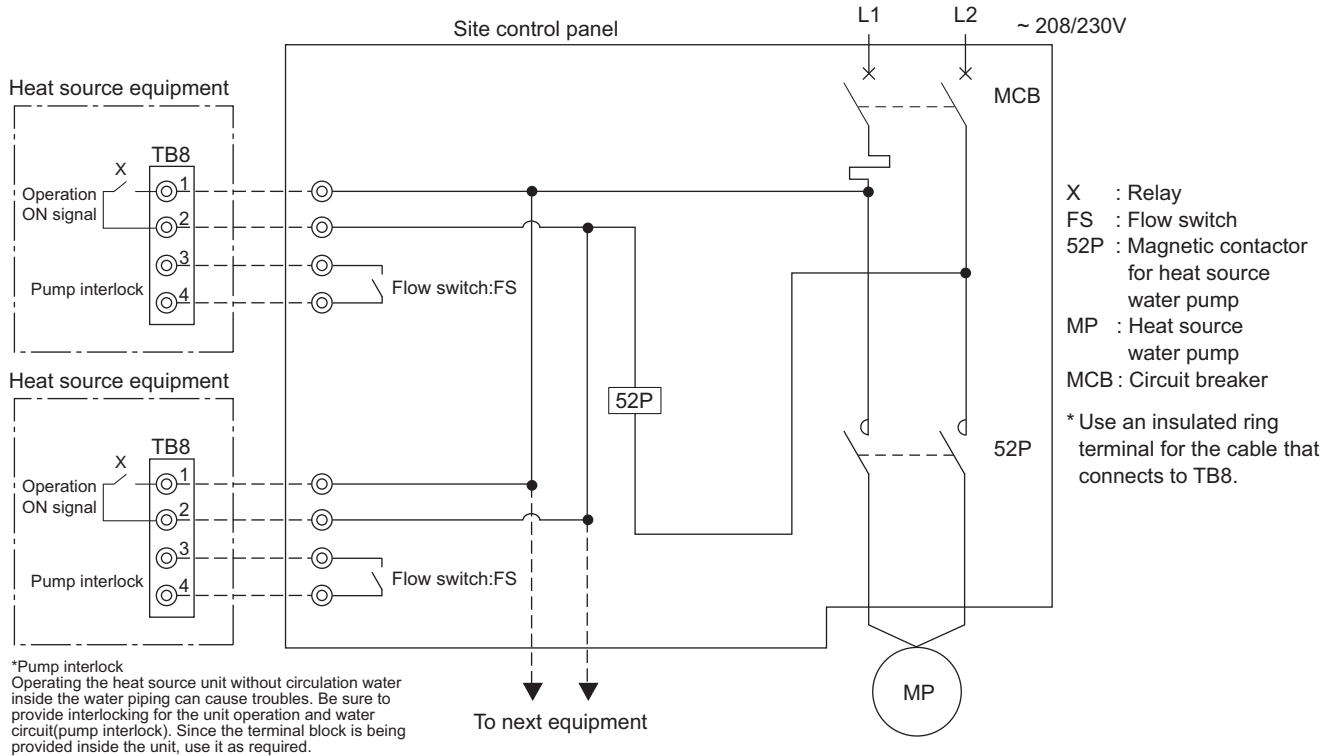 Site control panel
L1
L2
~ 208/230V
Heat source equipment
MCB
TB8
X
1
Operation
ON signal
2
3
Pump interlock
4
Flow switch:FS
X : Relay
FS : Flow switch
52P : Magnetic contactor
for heat source
water pump
MP : Heat source
water pump
MCB : Circuit breaker
* Use an insulated ring
terminal for the cable that
connects to TB8.
Heat source equipment
52P
52P
TB8
X
1
Operation
ON signal
2
3
Pump interlock
4
Flow switch:FS
*Pump interlock
Operating the heat source unit without circulation water
inside the water piping can cause troubles. Be sure to
provide interlocking for the unit operation and water
circuit(pump interlock). Since the terminal block is being
provided inside the unit, use it as required.
To next equipment
MP